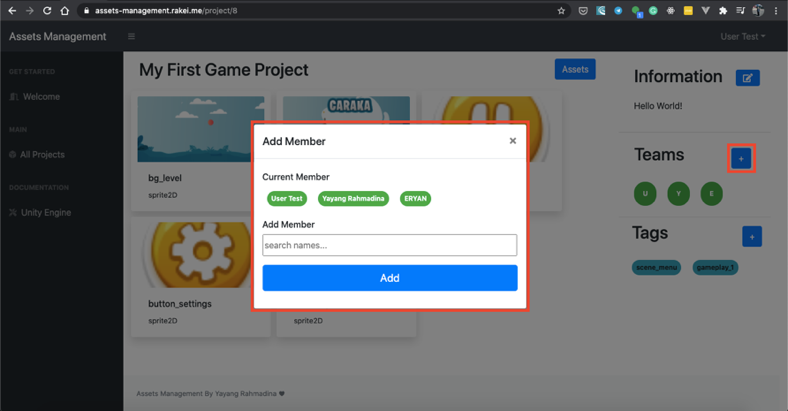 assets-management.rakei.me/project/8
Assets Management
User Test
GET STARTED
Welcome
MAIN
All Projects
DOCUMENTATION
Unity Engine
My First Game Project
Assets
CARAKA
bg_level
sprite2D
button_settings
sprite2D
sprite2D
Add Member
×
Current Member
User Test
Yayang Rahmadina
ERYAN
Add Member
search names...
Add
Information
Hello World!
Teams
+
U
Y
E
Tags
+
scene_menu
gameplay_1
Assets Management By Yayang Rahmadina